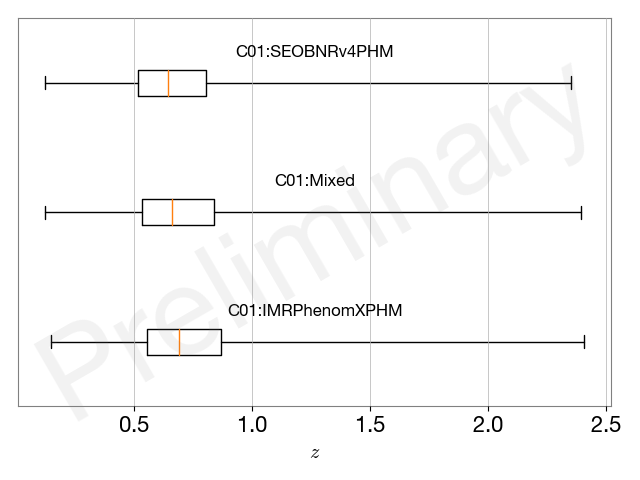 C01:SEOBNRv4PHM
C01:Mixed
C01:IMRPhenomXPHM
Preliminary
0.5 1.0 1.5 2.0 2.5
z